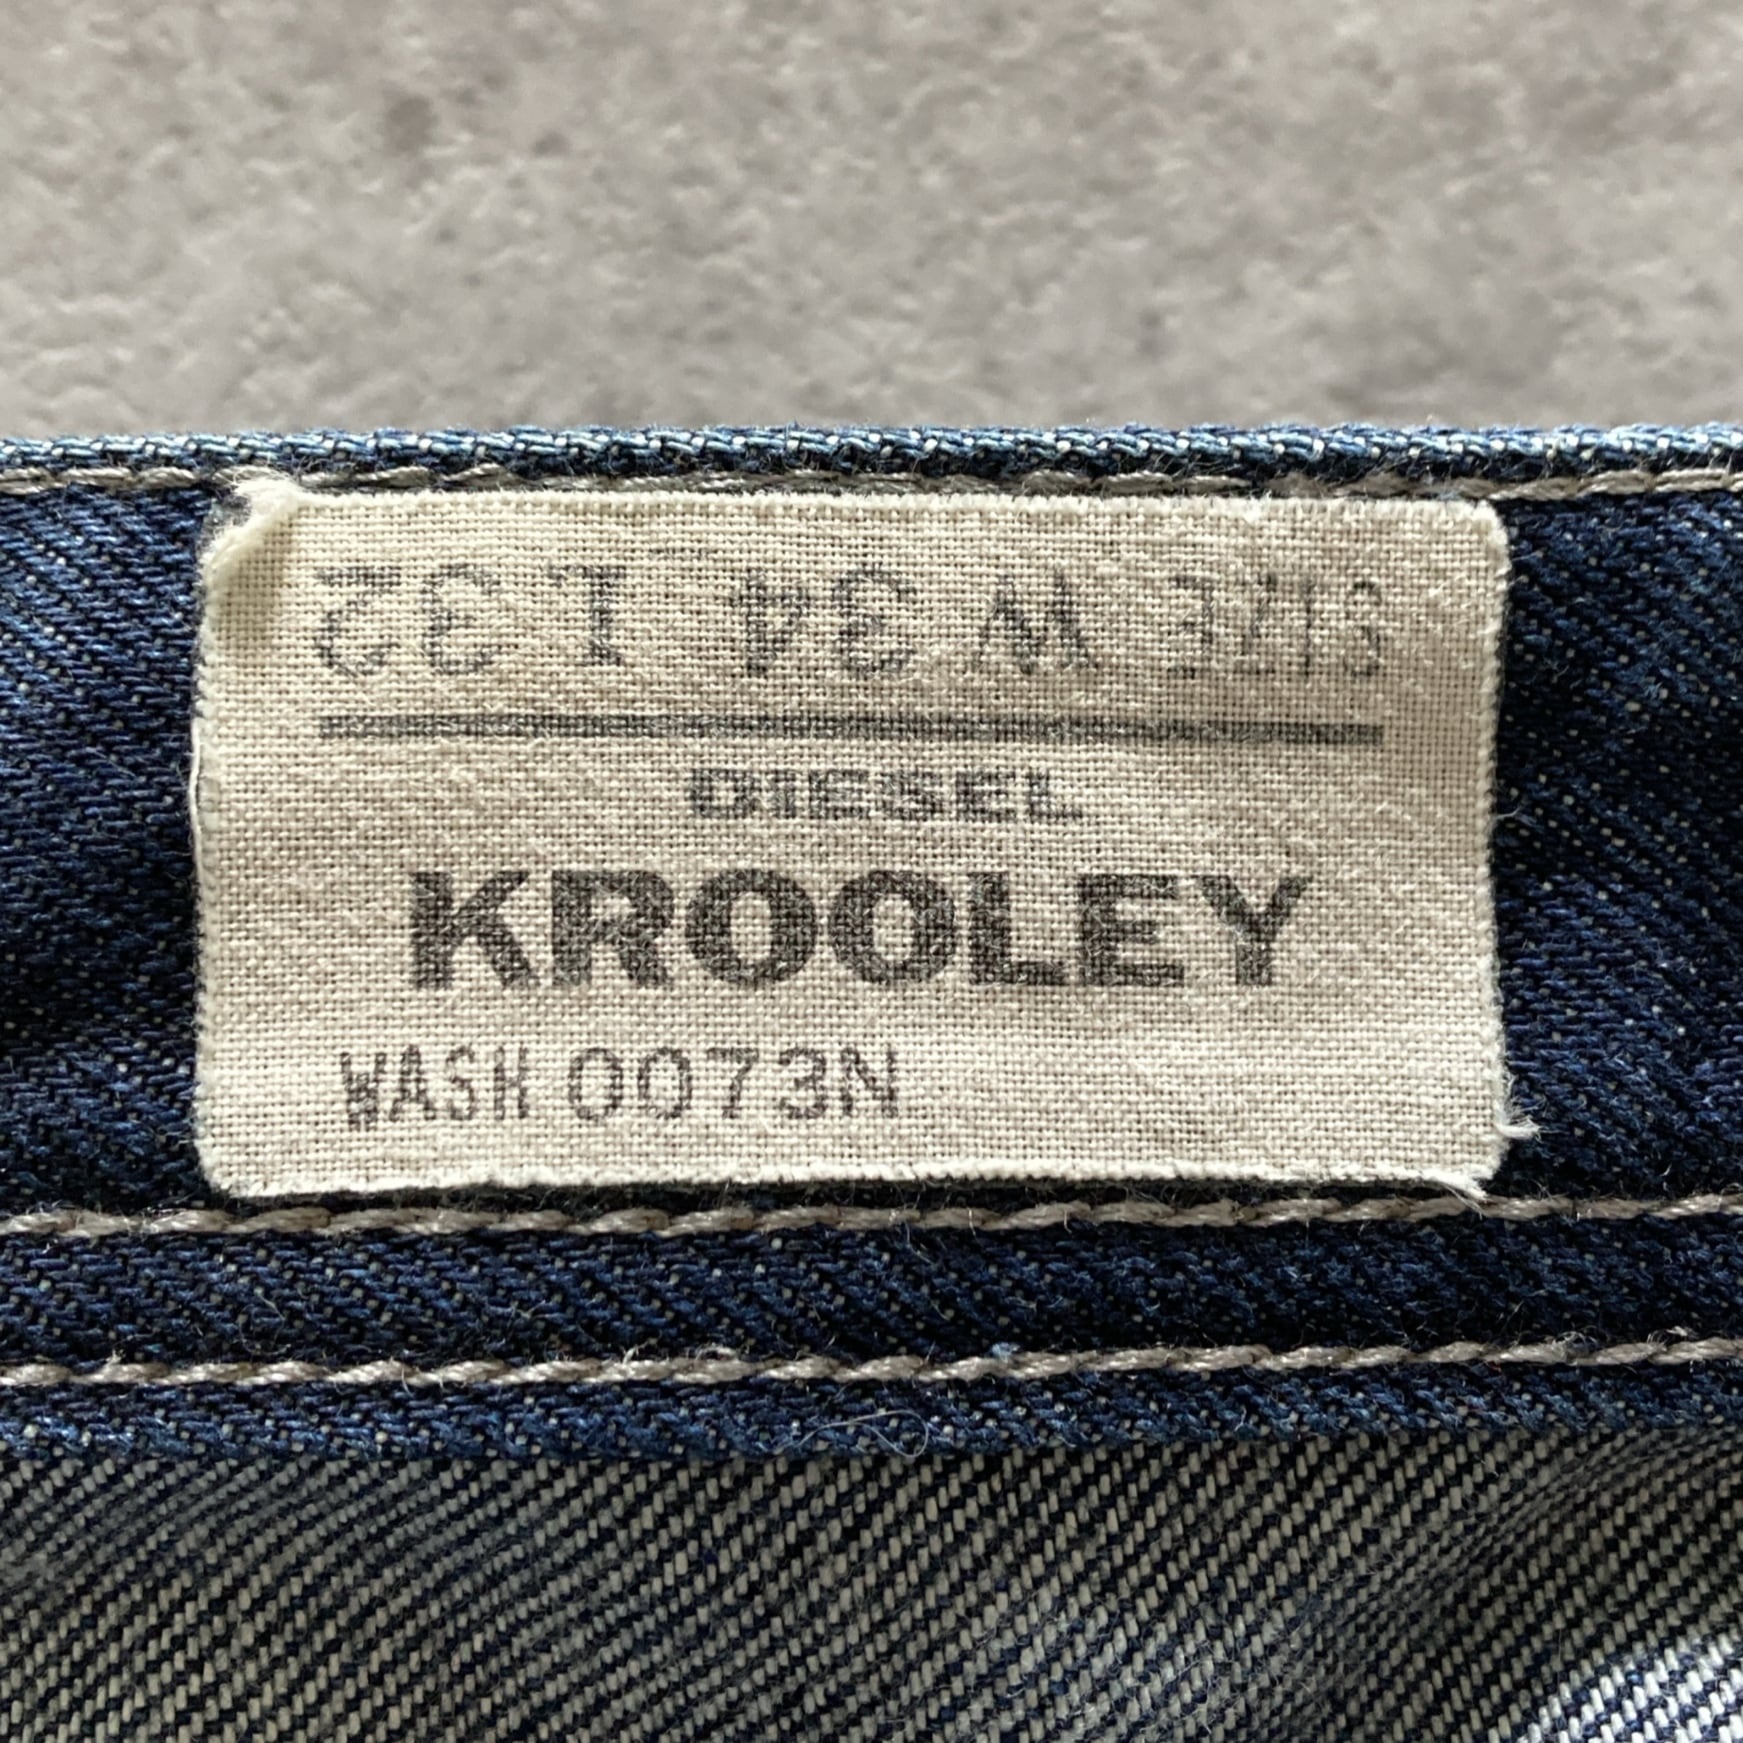 SIZE W 34 L 32
DIESEL
KROOLEY
WASH 0073N